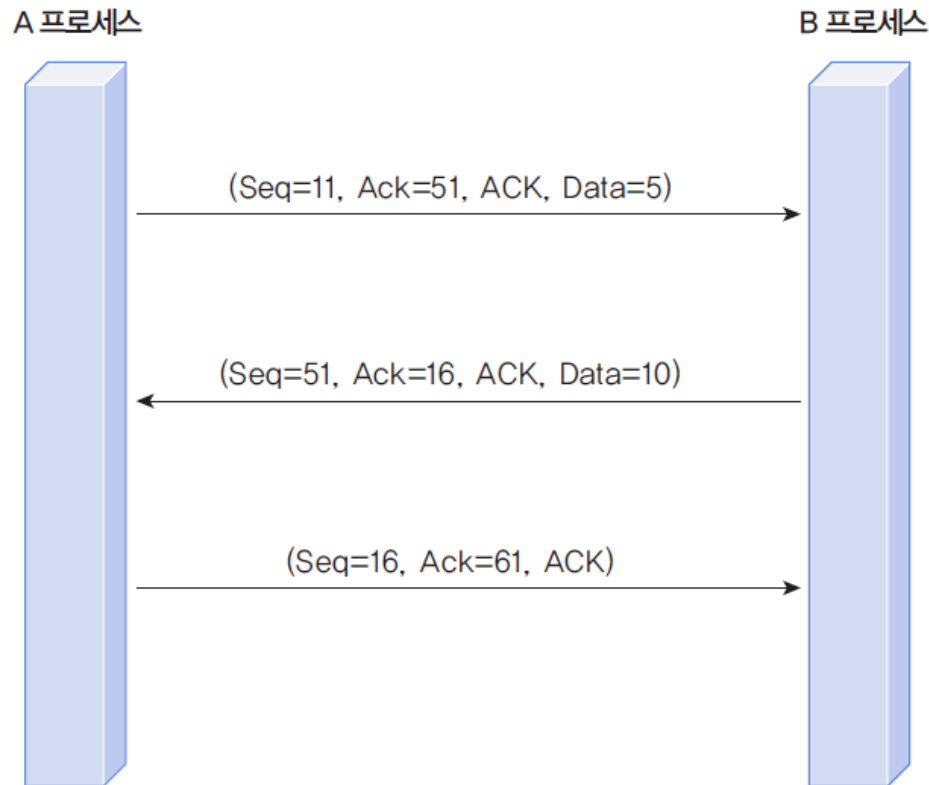 A 프로세스
B 프로세스
(Seq=11, Ack=51, ACK, Data=5)
(Seq=51, Ack=16, ACK, Data=10)
(Seq=16, Ack=61, ACK)